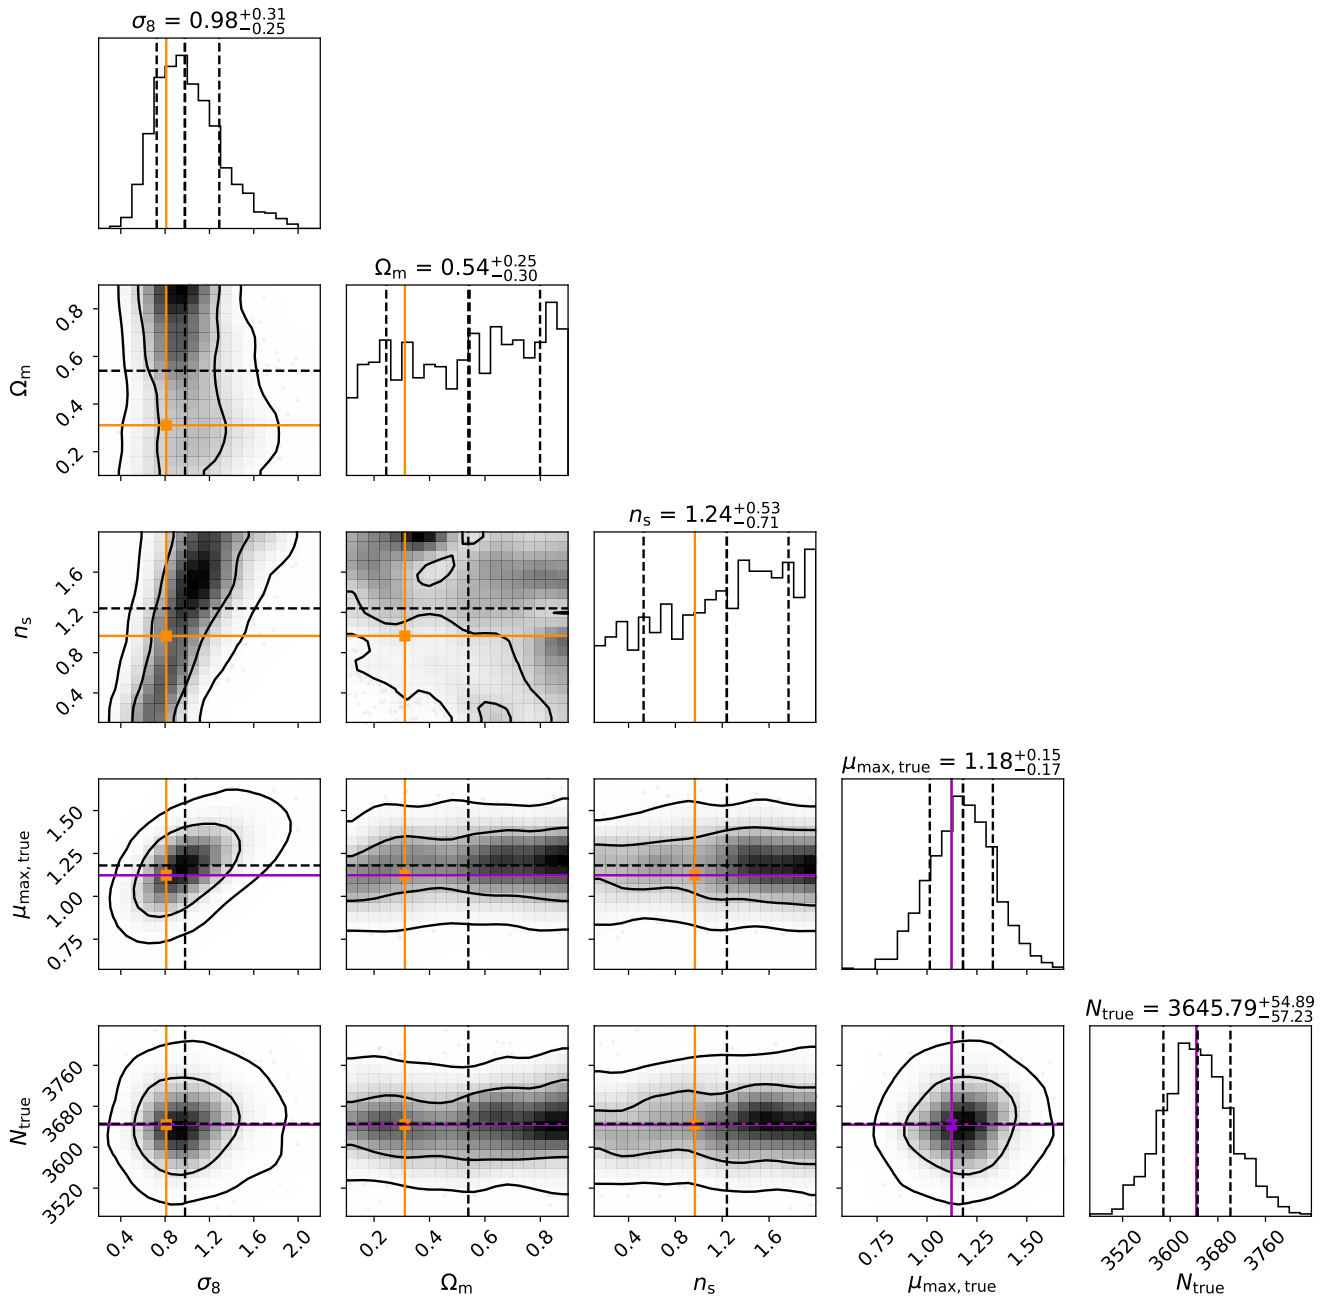 σ₈ = 0.98 +0.31 −0.25
Ωₘ = 0.54 +0.25 −0.30
0.8
0.6
0.4
0.2
Ωₘ
nₛ = 1.24 +0.53 −0.71
1.6
1.2
0.8
0.4
nₛ
μmax, true = 1.18 +0.15 −0.17
1.50
1.25
1.00
0.75
μmax, true
Ntrue = 3645.79 +54.89 −57.23
3760
3680
3600
3520
Ntrue
0.4 0.8 1.2 1.6 2.0 0.2 0.4 0.6 0.8 0.4 0.8 1.2 1.6 0.75 1.00 1.25 1.50 3520 3600 3680 3760
σ₈ Ωₘ nₛ μmax, true Ntrue